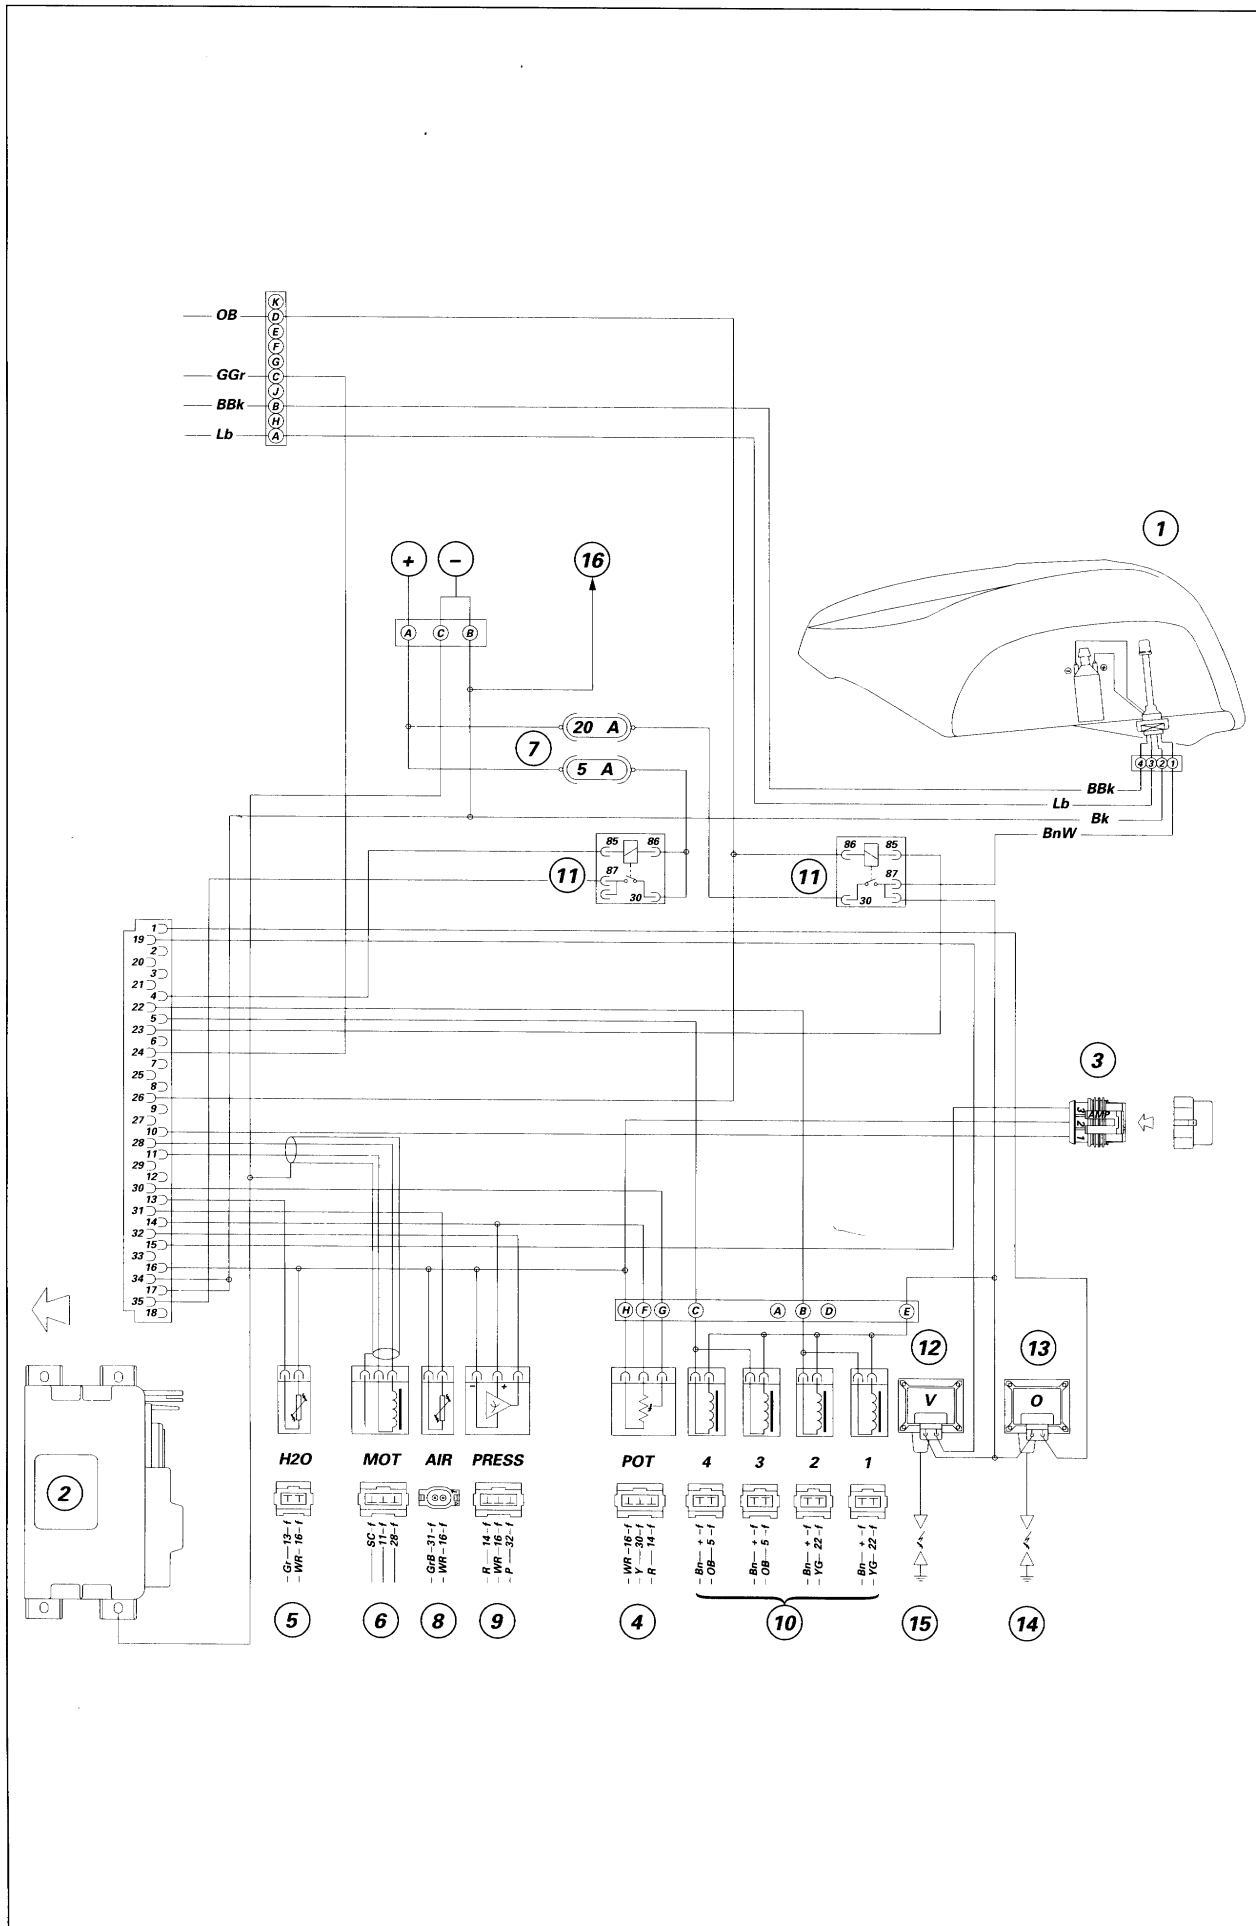 K
OB D
E
F
G
GGr C
J
BBk B
H
Lb A
1
+ - 16
A C B
20 A
7
5 A
4 3 2 1
BBk
Lb
Bk
BnW
85 86
87
30
11
11
86 85
87
30
1
19
2
20
3
21
4
22
5
23
6
24
7
25
8
26
9
27
10
28
11
29
12
30
13
31
14
32
15
33
16
34
17
35
18
3
3 2 1
AMP
H F G C A B D E
12 13
V O
- +
H2O MOT AIR PRESS POT 4 3 2 1
2
Gr—13–f
WR–16–f
SC–f
11–f
28–f
GrB–31–f
WR–16–f
R—14–f
WR–16–f
P—32–f
WR–16–f
Y—30–f
R—14–f
Bn—+–f
OB—5–f
Bn—+–f
OB—5–f
Bn—+–f
YG–22–f
Bn—+–f
YG–22–f
5 6 8 9 4 10 15 14